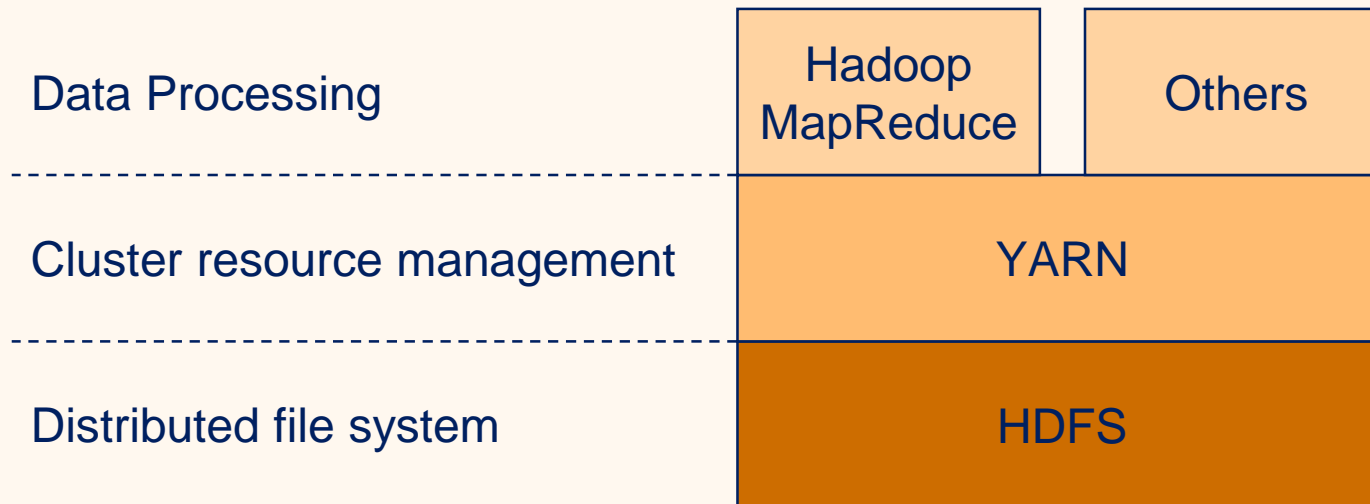 Data Processing
Hadoop
MapReduce
Others
Cluster resource management
YARN
Distributed file system
HDFS